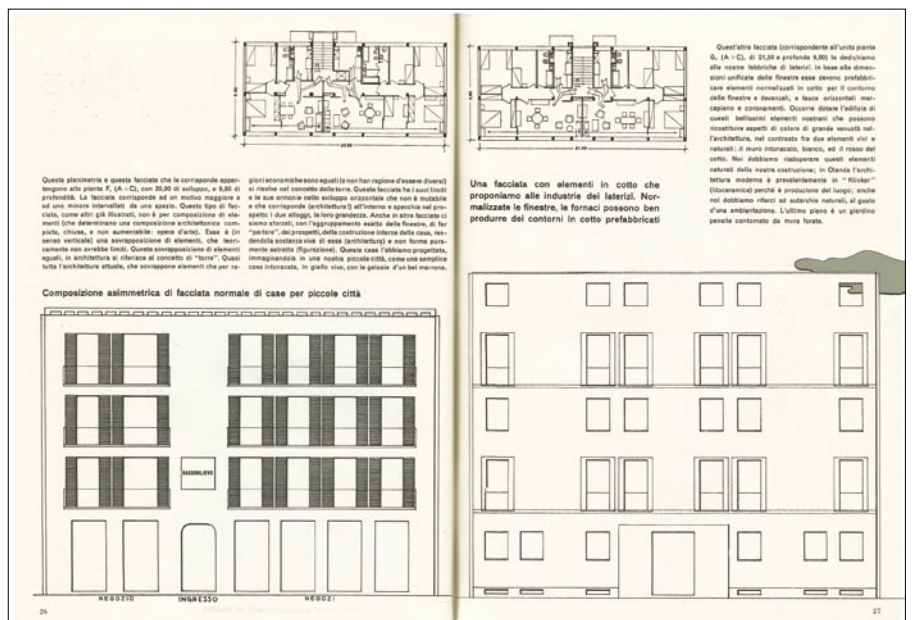 Questa planimetria e questa facciata che le corrisponde appar-
tengono alla pianta F, (A+C), con 20,90 di sviluppo, e 9,80 di
profondità. La facciata corrisponde ad un motivo maggiore e
ad uno minore intervallati da uno spazio. Questo tipo di fac-
ciata, come altri già illustrati, non è per composizione di ele-
menti (che determinano una composizione architettonica com-
piuta, chiusa, e non aumentabile: opera d'arte). Essa è (in
senso verticale) una sovrapposizione di elementi, che teori-
camente non avrebbe limiti. Questa sovrapposizione di elementi
eguali, in architettura si riferisce al concetto di "torre". Quasi
tutta l'architettura attuale, che sovrappone elementi che per ra-
gioni economiche sono eguali (e non han ragione d'essere diversi)
si risolve nel concetto della torre. Questa facciata ha i suoi limiti
e le sue armonie nello sviluppo orizzontale che non è mutabile
e che corrisponde (architettura!) all'interno e specchia nel pro-
spetto i due alloggi, la loro grandezza. Anche in altre facciate ci
siamo sforzati, con l'aggruppamento esatto delle finestre, di far
"parlare", dai prospetti, della costruzione interna della casa, ren-
dendola sostanza viva di essa (architettura) e non forma pura-
mente astratta (figurazione). Questa casa l'abbiamo progettata,
immaginandola in una nostra piccola città, come una semplice
casa intonacata, in giallo vivo, con le gelosie d'un bel marrone.
Composizione asimmetrica di facciata normale di case per piccole città
NEGOZIO INGRESSO NEGOZI
26
Una facciata con elementi in cotto che
proponiamo alle industrie dei laterizi. Nor-
malizzate le finestre, le fornaci possono ben
produrre dei contorni in cotto prefabbricati
Quest'altra facciata (corrispondente all'unita pianta
G, (A+C), di 21,50 e profonda 9,80) la dedichiamo
alle nostre fabbriche di laterizi. In base alle dimen-
sioni unificate delle finestre esse devono prefabbri-
care elementi normalizzati in cotto per il contorno
delle finestre e davanzali, e fasce orizzontali mar-
capiano e coronamenti. Occorre dotare l'edilizia di
questi bellissimi elementi nostrani che possono
ricostituire aspetti di colore di grande venustà nel-
l'architettura, nel contrasto fra due elementi vivi e
naturali: il muro intonacato, bianco, ed il rosso del
cotto. Noi dobbiamo riadoperare questi elementi
naturali della nostra costruzione; in Olanda l'archi-
tettura moderna è prevalentemente in "Klinker"
(litoceramica) perchè è produzione del luogo; anche
noi dobbiamo rifarci ad autarchia naturali, al gusto
d'una ambientazione. L'ultimo piano è un giardino
pensile contornato da mura forate.
27